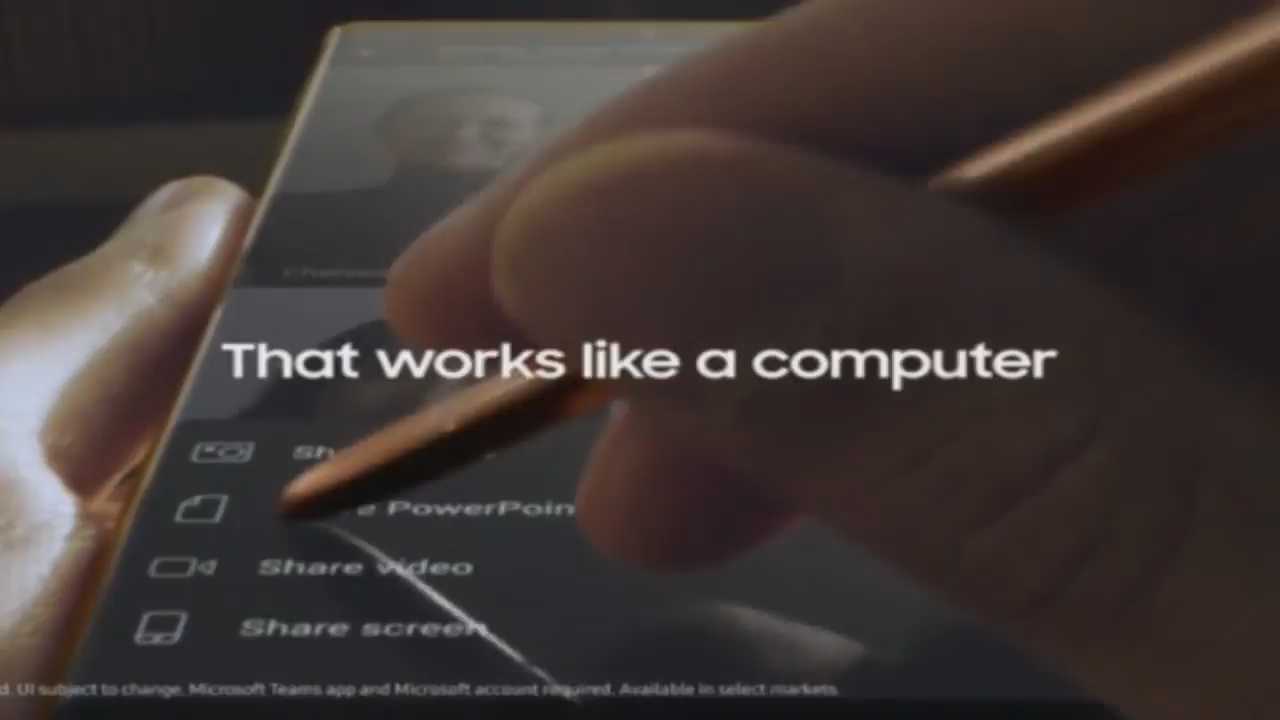 That works like a computer
PowerPoin
Share video
Share screen
d. UI subject to change. Microsoft Teams app and Microsoft account required. Available in select markets.